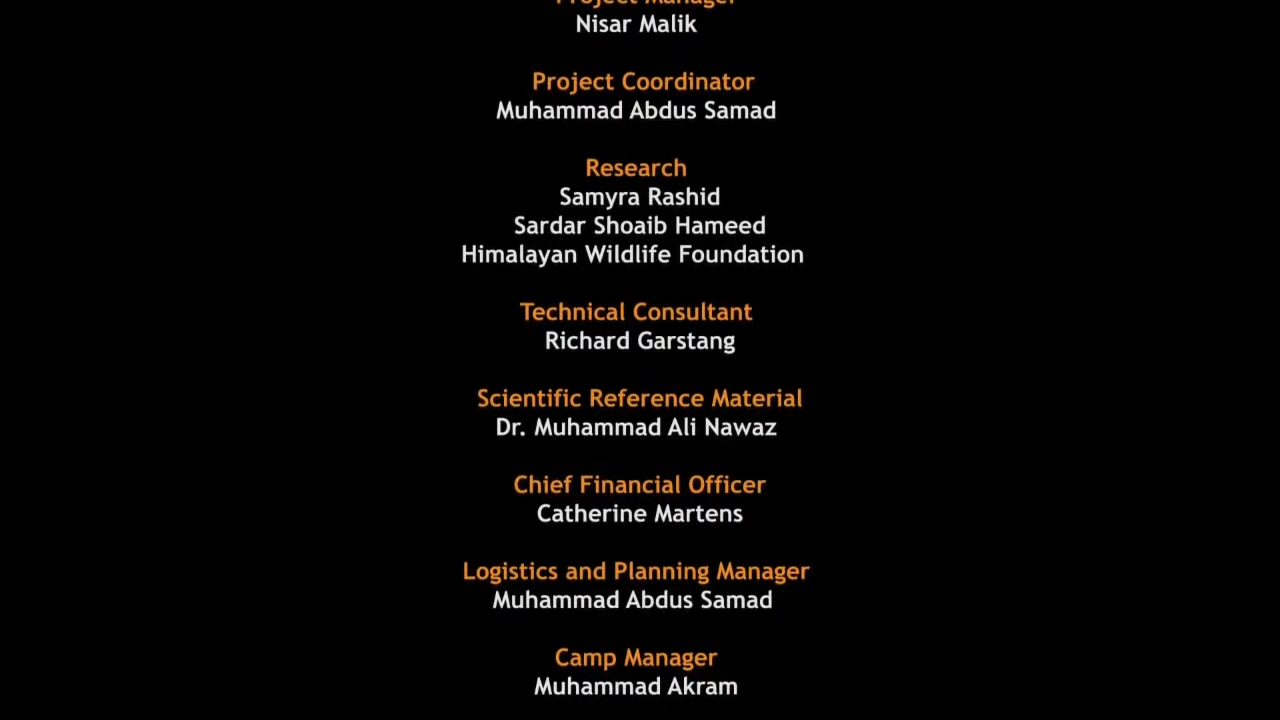 Project Manager
Nisar Malik
Project Coordinator
Muhammad Abdus Samad
Research
Samyra Rashid
Sardar Shoaib Hameed
Himalayan Wildlife Foundation
Technical Consultant
Richard Garstang
Scientific Reference Material
Dr. Muhammad Ali Nawaz
Chief Financial Officer
Catherine Martens
Logistics and Planning Manager
Muhammad Abdus Samad
Camp Manager
Muhammad Akram